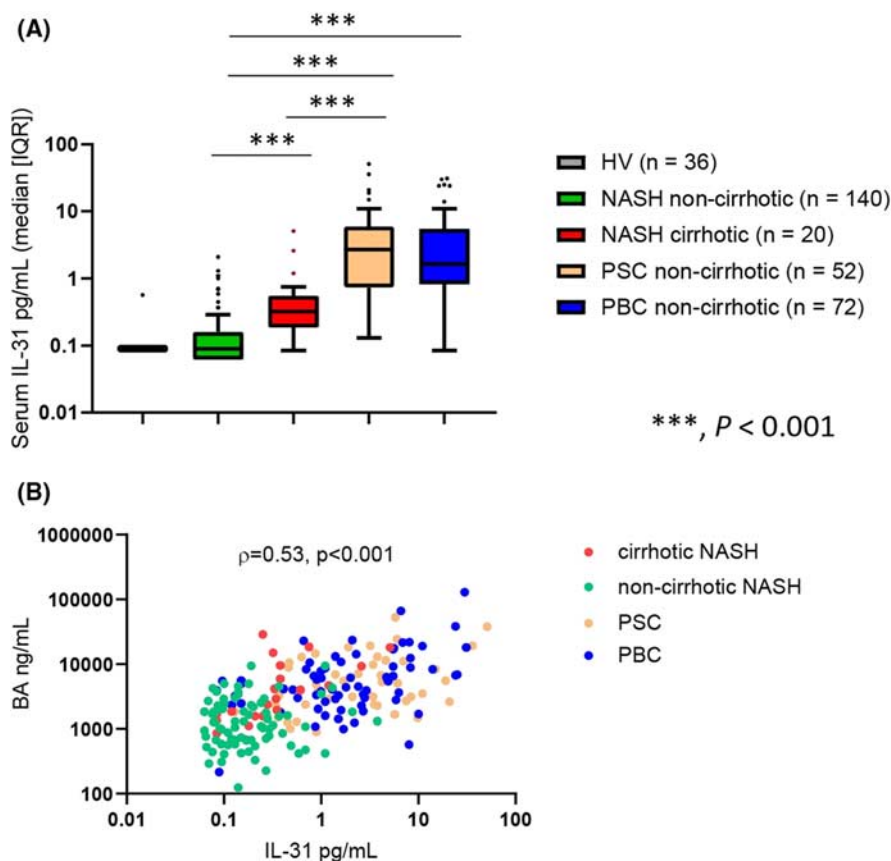 (A)
***
***
***
***
Serum IL-31 pg/mL (median [IQR])
100
10
1
0.1
0.01
HV (n = 36)
NASH non-cirrhotic (n = 140)
NASH cirrhotic (n = 20)
PSC non-cirrhotic (n = 52)
PBC non-cirrhotic (n = 72)
***, P < 0.001
(B)
BA ng/mL
1000000
100000
10000
1000
100
ρ=0.53, p<0.001
0.01 0.1 1 10 100
IL-31 pg/mL
cirrhotic NASH
non-cirrhotic NASH
PSC
PBC